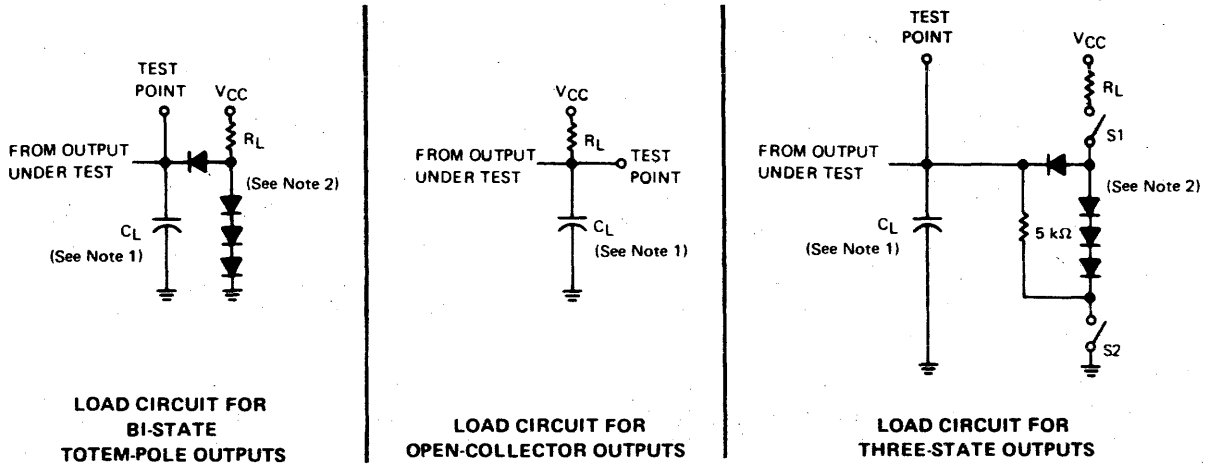 TEST
POINT
VCC
RL
FROM OUTPUT
UNDER TEST
(See Note 2)
CL
(See Note 1)
LOAD CIRCUIT FOR
BI-STATE
TOTEM-POLE OUTPUTS
VCC
RL
FROM OUTPUT
UNDER TEST
TEST
POINT
CL
(See Note 1)
LOAD CIRCUIT FOR
OPEN-COLLECTOR OUTPUTS
TEST
POINT
VCC
RL
S1
FROM OUTPUT
UNDER TEST
(See Note 2)
CL
(See Note 1)
5 kΩ
S2
LOAD CIRCUIT FOR
THREE-STATE OUTPUTS